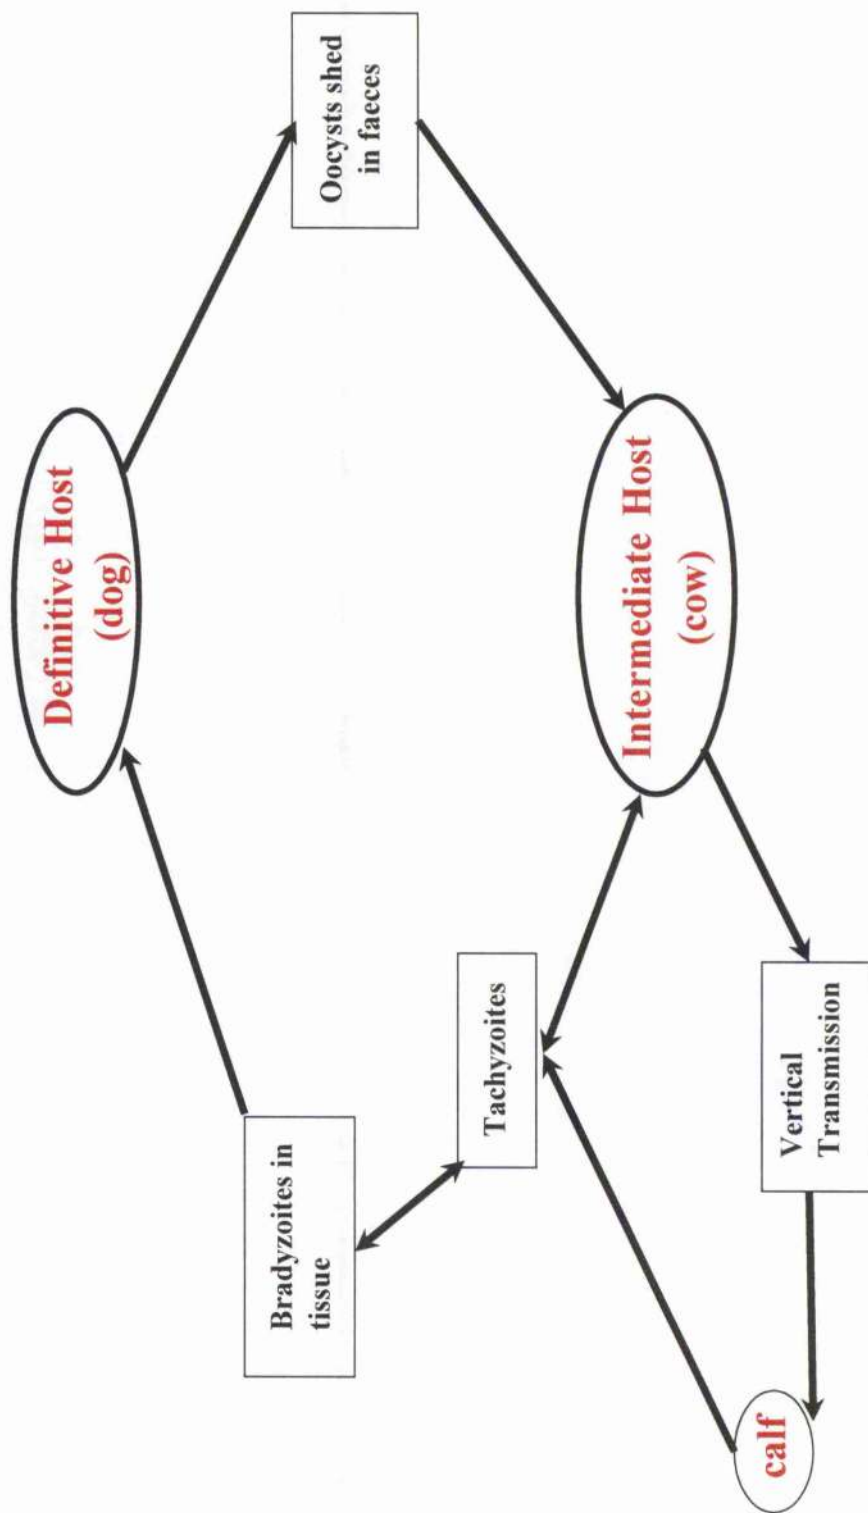 Definitive Host
(dog)
Oocysts shed
in faeces
Bradyzoites in
tissue
Tachyzoites
Intermediate Host
(cow)
Vertical
Transmission
calf